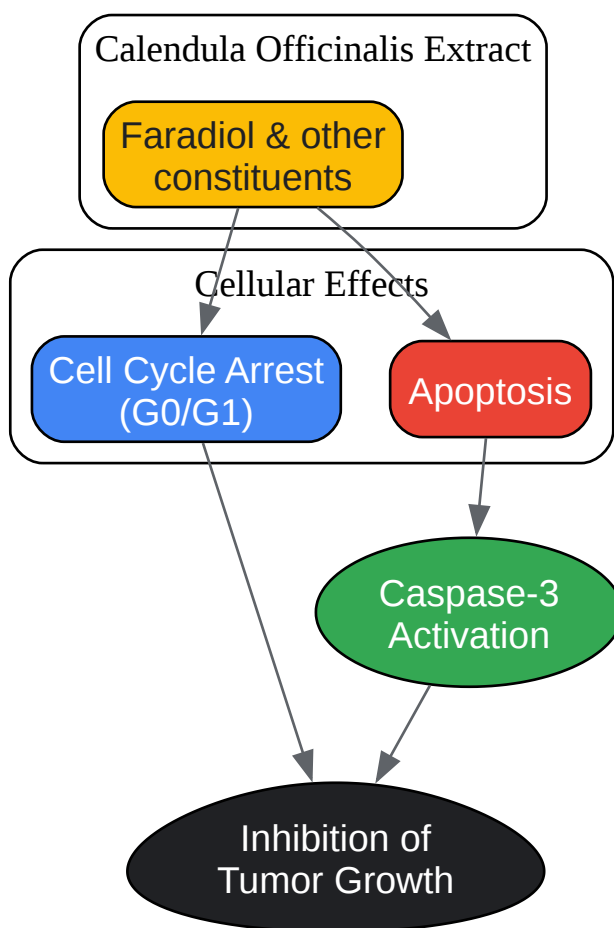 Calendula Officinalis Extract
Faradiol & other
constituents
Cellular Effects
Cell Cycle Arrest
(G0/G1)
Apoptosis
Caspase-3
Activation
Inhibition of
Tumor Growth